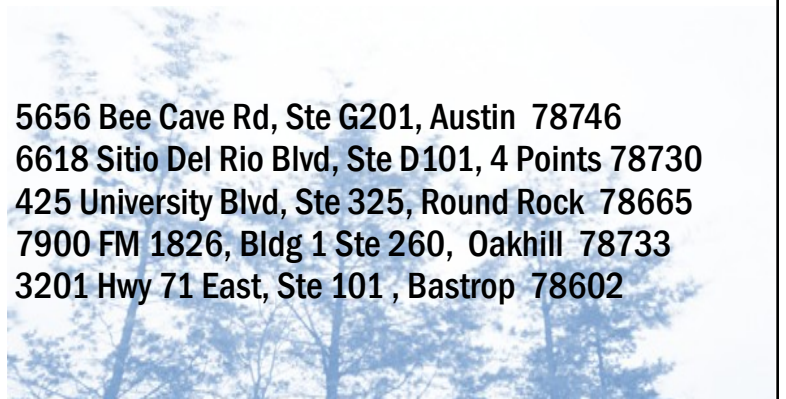 5656 Bee Cave Rd, Ste G201, Austin  78746
6618 Sitio Del Rio Blvd, Ste D101, 4 Points 78730
425 University Blvd, Ste 325, Round Rock  78665
7900 FM 1826, Bldg 1 Ste 260,  Oakhill  78733
3201 Hwy 71 East, Ste 101 , Bastrop  78602